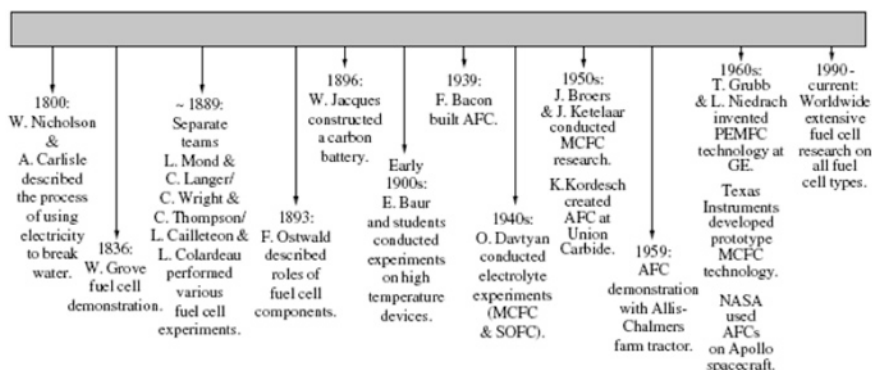 1800:
W. Nicholson
&
A. Carlisle
described
the process
of using
electricity
to break
water.
1836:
W. Grove
fuel cell
demonstration.
~ 1889:
Separate
teams
L. Mond &
C. Langer/
C. Wright &
C. Thompson/
L. Cailleteon &
L. Colardeau
performed
various
fuel cell
experiments.
1893:
F. Ostwald
described
roles of
fuel cell
components.
1896:
W. Jacques
constructed
a carbon
battery.
Early
1900s:
E. Baur
and students
conducted
experiments
on high
temperature
devices.
1939:
F. Bacon
built AFC.
1940s:
O. Davtyan
conducted
electrolyte
experiments
(MCFC
& SOFC).
1950s:
J. Broers
& J. Ketelaar
conducted
MCFC
research.
K.Kordesch
created
AFC at
Union
Carbide.
1959:
AFC
demonstration
with Allis-
Chalmers
farm tractor.
1960s:
T. Grubb
& L. Niedrach
invented
PEMFC
technology at
GE.
Texas
Instruments
developed
prototype
MCFC
technology.
NASA
used
AFCs
on Apollo
spacecraft.
1990-
current:
Worldwide
extensive
fuel cell
research on
all fuel
cell types.